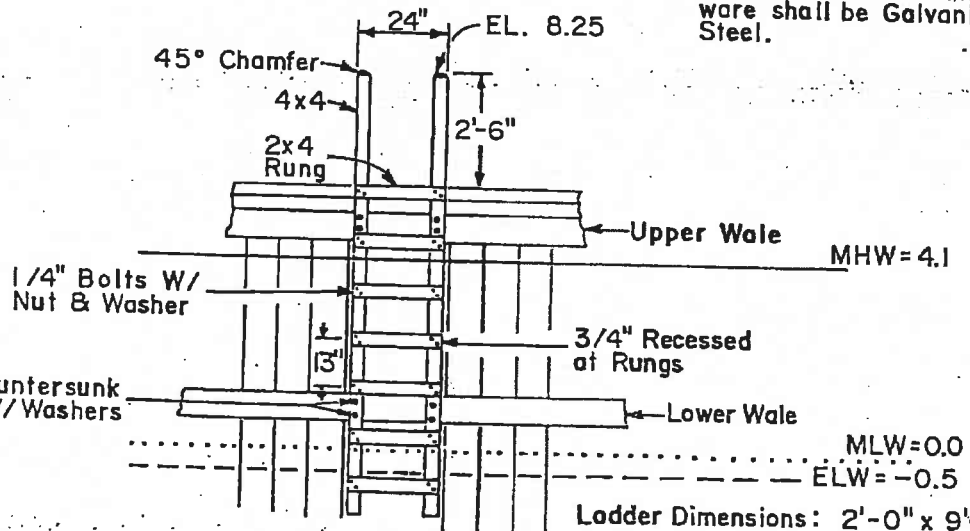 ware shall be Galvani
Steel.
24"
EL. 8.25
45° Chamfer
4x4
2'-6"
2x4
Rung
Upper Wale
MHW=4.1
1/4" Bolts W/
Nut & Washer
3/4" Recessed
at Rungs
13"
untersunk
/Washers
Lower Wale
MLW=0.0
ELW=-0.5
Ladder Dimensions: 2'-0" x 9'